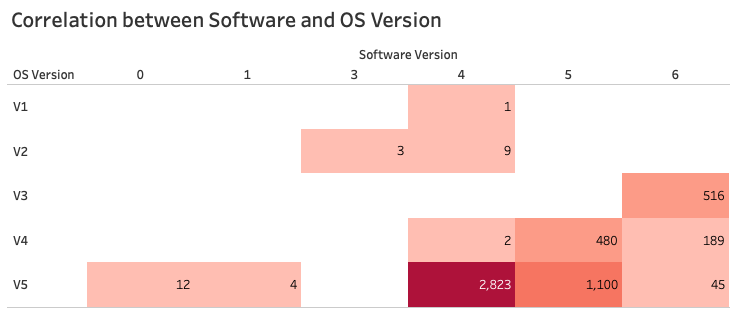 Correlation between Software and OS Version
Software Version
OS Version 0 1 3 4 5 6
V1 1
V2 3 9
V3 516
V4 2 480 189
V5 12 4 2,823 1,100 45